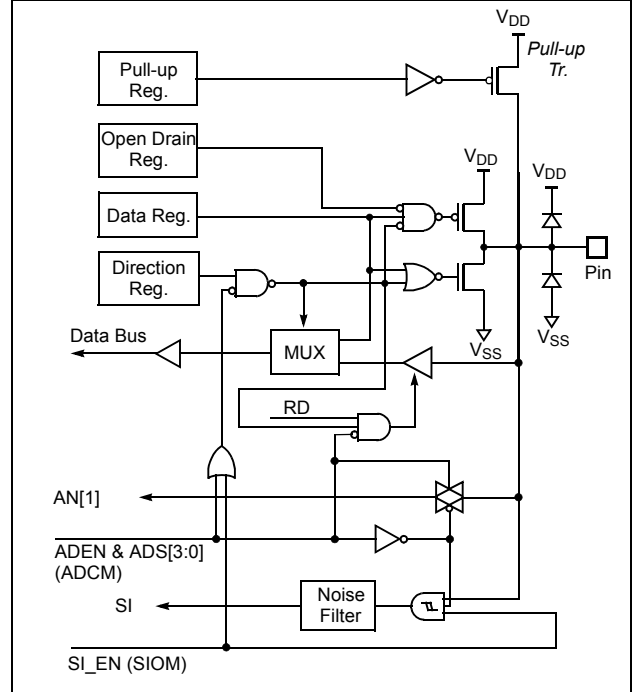 VDD
Pull-up
Tr.
Pull-up
Reg.
Open Drain
Reg.
VDD
VDD
Data Reg.
Direction
Reg.
Pin
Data Bus
MUX
VSS
VSS
RD
AN[1]
ADEN & ADS[3:0]
(ADCM)
SI
Noise
Filter
SI_EN (SIOM)